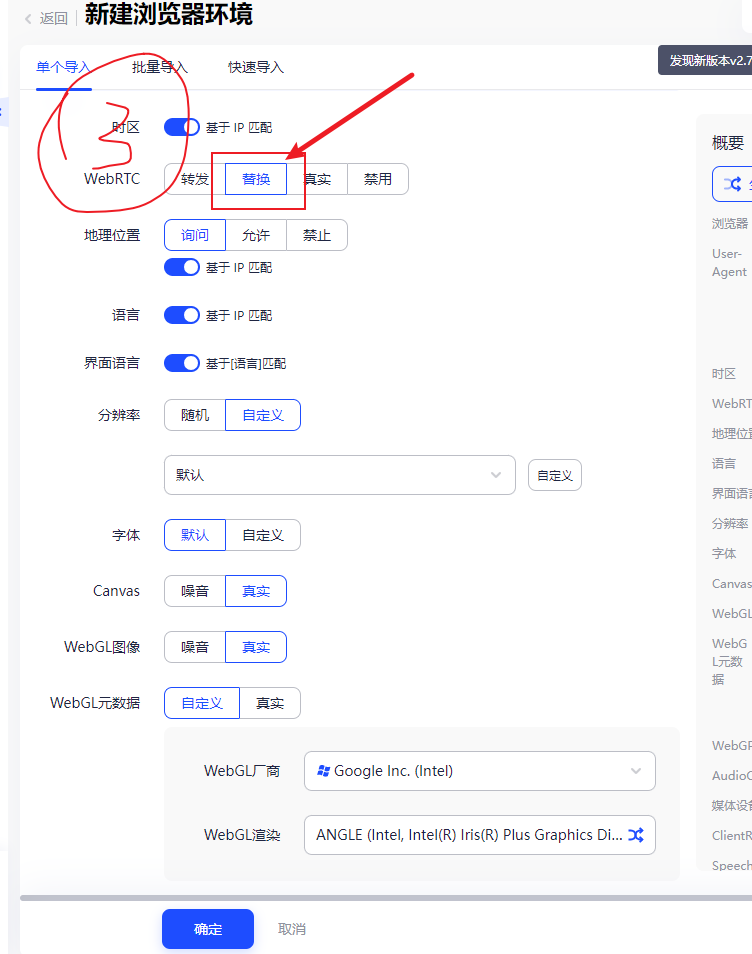 返回 新建浏览器环境
单个导入 批量导入 快速导入 发现新版本v2.7
3
时区 基于 IP 匹配
WebRTC 转发 替换 真实 禁用
地理位置 询问 允许 禁止
基于 IP 匹配
语言 基于 IP 匹配
界面语言 基于[语言]匹配
分辨率 随机 自定义
默认 自定义
字体 默认 自定义
Canvas 噪音 真实
WebGL图像 噪音 真实
WebGL元数据 自定义 真实
WebGL厂商 Google Inc. (Intel)
WebGL渲染 ANGLE (Intel, Intel(R) Iris(R) Plus Graphics Di...
确定 取消
概要
浏览器
User-
Agent
时区
WebRT
地理位置
语言
界面语言
分辨率
字体
Canvas
WebGL
WebG
L元数
据
WebGP
AudioC
媒体设备
ClientR
Speech